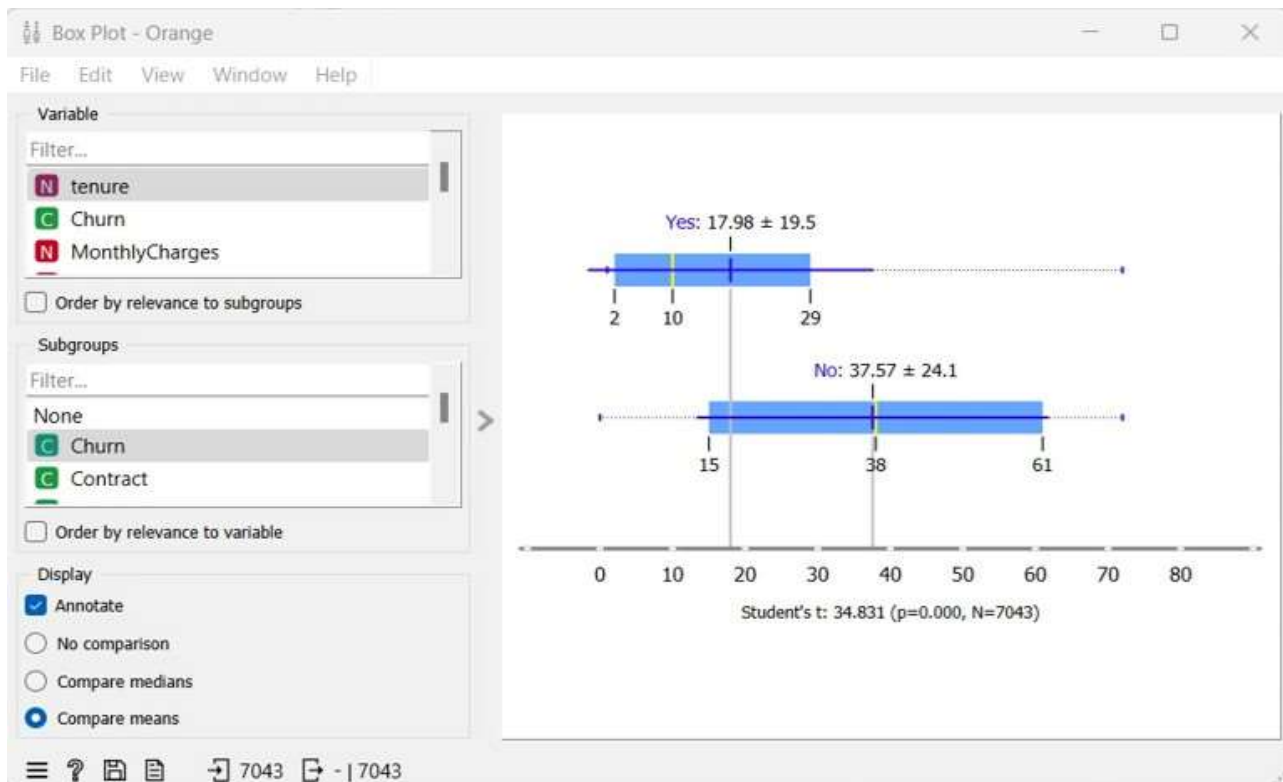 Box Plot - Orange
File Edit View Window Help
Variable
Filter...
N tenure
C Churn
N MonthlyCharges
Order by relevance to subgroups
Subgroups
Filter...
None
C Churn
C Contract
Order by relevance to variable
Display
Annotate
No comparison
Compare medians
Compare means
7043 - | 7043
Yes: 17.98 ± 19.5
2 10 29
No: 37.57 ± 24.1
15 38 61
0 10 20 30 40 50 60 70 80
Student's t: 34.831 (p=0.000, N=7043)